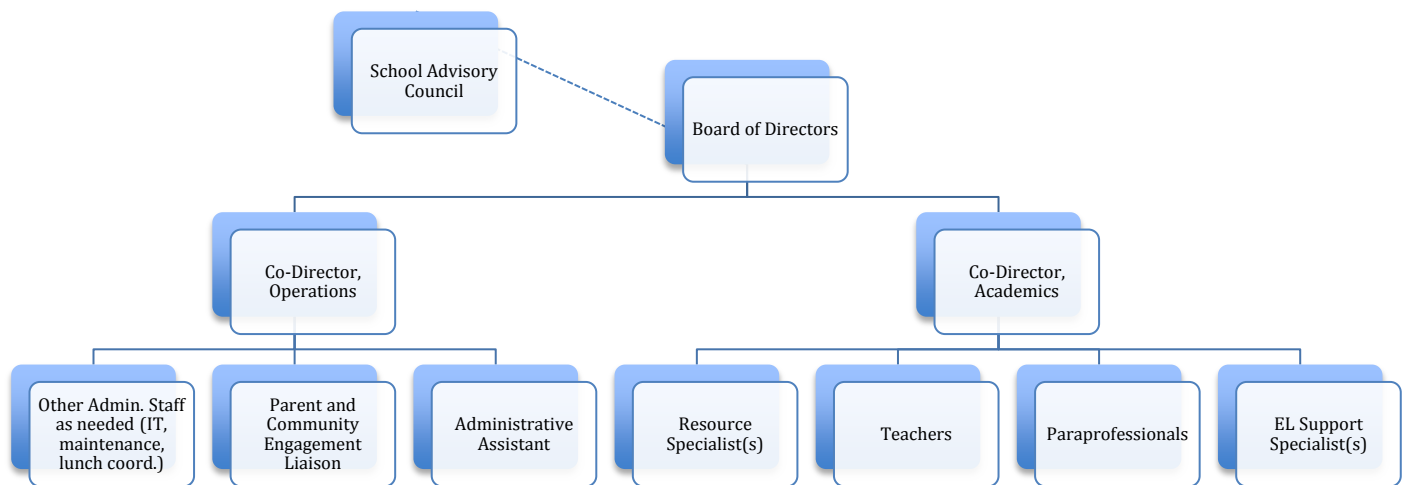 School Advisory
Council
Board of Directors
Co-Director,
Operations
Co-Director,
Academics
Other Admin. Staff
as needed (IT,
maintenance,
lunch coord.)
Parent and
Community
Engagement
Liaison
Administrative
Assistant
Resource
Specialist(s)
Teachers
Paraprofessionals
EL Support
Specialist(s)